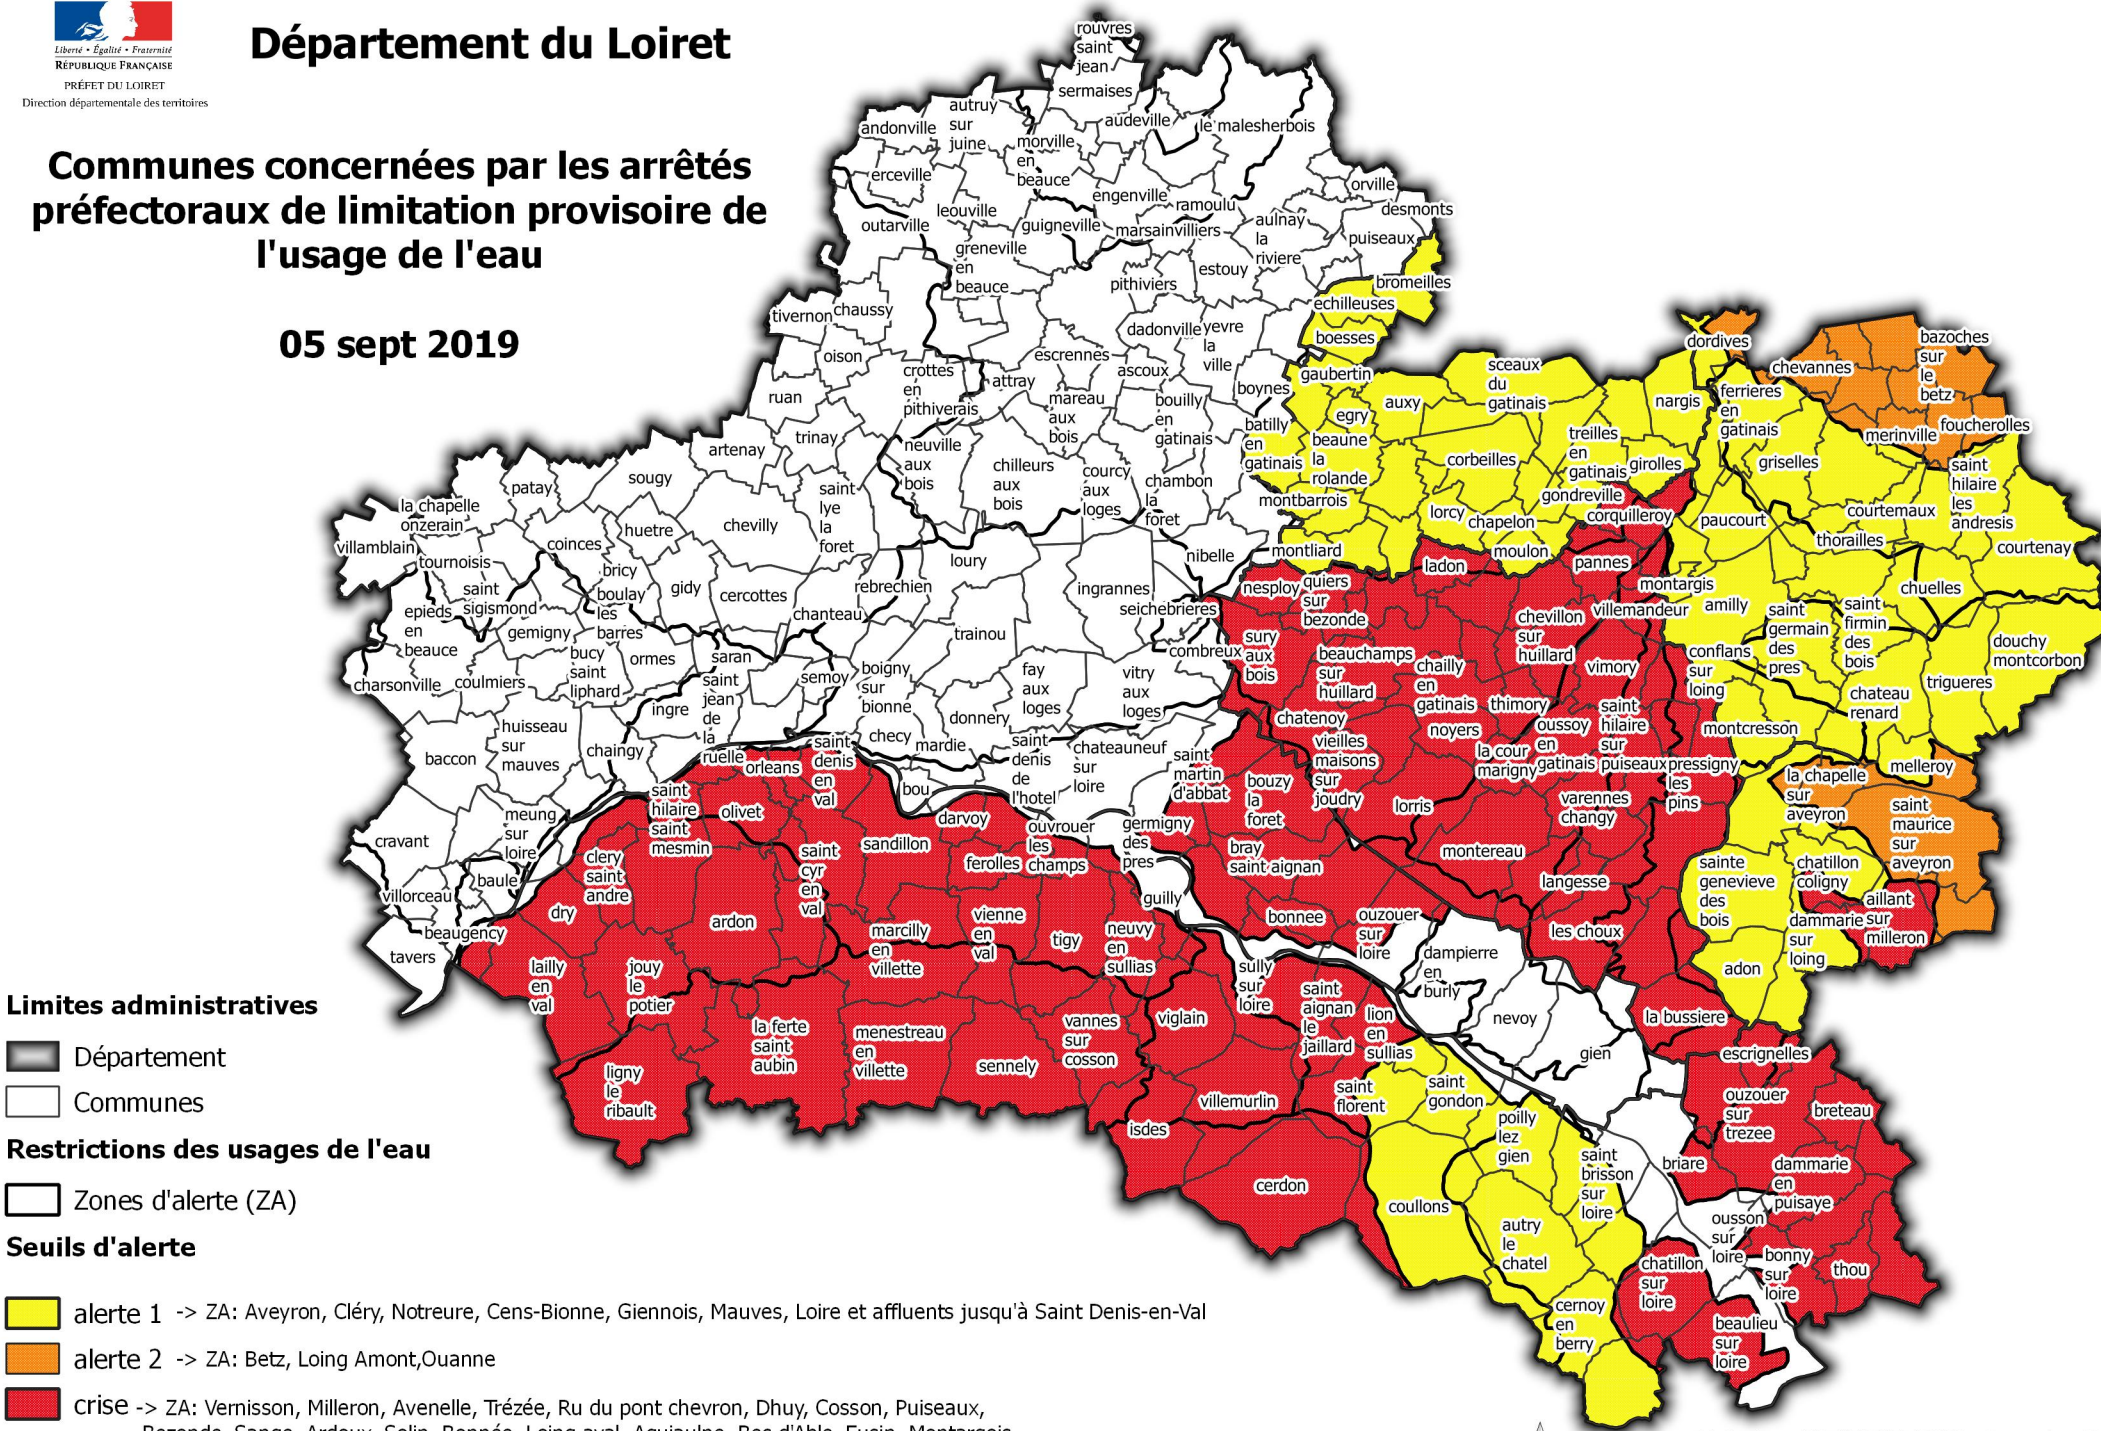 Liberté • Égalité • Fraternité
RÉPUBLIQUE FRANÇAISE
PRÉFET DU LOIRET
Direction départementale des territoires
Département du Loiret
Communes concernées par les arrêtés
préfectoraux de limitation provisoire de
l'usage de l'eau
05 sept 2019
rouvres
saint
jean
sermaises
autruy
sur
juine
andonville
audeville
le malesherbois
morville
en
beauce
erceville
orville
engenville
ramoulu
desmonts
leouville
outarville
guigneville
marsainvilliers
aulnay
la
riviere
puiseaux
greneville
en
beauce
estouy
pithiviers
bromeilles
echilleuses
tivernon
chaussy
dadonville
yevre
la
ville
boesses
oison
escrennes
ascoux
crottes
en
pithiverais
attray
boynes
gaubertin
ruan
mareau
aux
bois
bouilly
en
gatinais
sceaux
du
gatinais
dordives
chevannes
bazoches
sur
le
betz
auxy
egry
nargis
ferrieres
en
gatinais
foucherolles
merinville
batilly
en
gatinais
beaune
la
rolande
treilles
en
gatinais
girolles
griselles
corbeilles
artenay
trinay
neuville
aux
bois
chilleurs
aux
bois
courcy
aux
loges
chambon
la
foret
montbarrois
gondreville
saint
hilaire
les
andresis
sougy
patay
la chapelle
onzerain
saint
lye
la
foret
chevilly
huetre
lorcy
chapelon
corquilleroy
paucourt
courtemaux
thorailles
courtenay
villamblain
tournoisis
coinces
bricy
loury
nibelle
montliard
moulon
ladon
pannes
saint
sigismond
boulay
les
barres
gidy
cercottes
rebrechien
ingrannes
seichebrieres
nesploy
quiers
sur
bezonde
montargis
villemandeur
amilly
chuelles
epieds
en
beauce
gemigny
chanteau
trainou
combreux
sury
aux
bois
chevillon
sur
huillard
saint
germain
des
pres
saint
firmin
des
bois
douchy
montcorbon
bucy
saint
liphard
ormes
saran
beauchamps
sur
huillard
chailly
en
gatinais
vimory
conflans
sur
loing
trigueres
charsonville
coulmiers
saint
jean
de
la
ruelle
semoy
boigny
sur
bionne
fay
aux
loges
vitry
aux
loges
chateau
renard
ingre
donnery
chatenoy
thimory
saint
hilaire
sur
puiseaux
montcresson
huisseau
sur
mauves
chaingy
checy
mardie
noyers
oussoy
en
gatinais
baccon
orleans
saint
denis
en
val
saint
denis
de
l'hotel
chateauneuf
sur
loire
saint
martin
d'abbat
vieilles
maisons
sur
joudry
la cour
marigny
pressigny
les
pins
la chapelle
sur
aveyron
melleroy
bou
bouzy
la
foret
lorris
varennes
changy
saint
maurice
sur
aveyron
saint
hilaire
saint
mesmin
olivet
darvoy
ouvrouer
les
champs
germigny
des
pres
meung
sur
loire
cravant
sandillon
ferolles
bray
saint aignan
montereau
sainte
genevieve
des
bois
chatillon
coligny
clery
saint
andre
saint
cyr
en
val
langesse
aillant
sur
milleron
baule
villorceau
guilly
dry
ardon
vienne
en
val
bonnee
ouzouer
sur
loire
les choux
dammarie
sur
loing
beaugency
marcilly
en
villette
tigy
neuvy
en
sullias
dampierre
en
burly
tavers
lailly
en
val
jouy
le
potier
sully
sur
loire
adon
saint
aignan
le
jaillard
lion
en
sullias
nevoy
la bussiere
la ferte
saint
aubin
menestreau
en
villette
vannes
sur
cosson
viglain
gien
escrignelles
sennely
ligny
le
ribault
villemurlin
saint
florent
saint
gondon
poilly
lez
gien
ouzouer
sur
trezee
breteau
isdes
saint
brisson
sur
loire
briare
dammarie
en
puisaye
cerdon
coullons
autry
le
chatel
ousson
sur
loire
chatillon
sur
loire
bonny
sur
loire
thou
cernoy
en
berry
beaulieu
sur
loire
Limites administratives
Département
Communes
Restrictions des usages de l'eau
Zones d'alerte (ZA)
Seuils d'alerte
alerte 1 -> ZA: Aveyron, Cléry, Notreure, Cens-Bionne, Giennois, Mauves, Loire et affluents jusqu'à Saint Denis-en-Val
alerte 2 -> ZA: Betz, Loing Amont,Ouanne
crise -> ZA: Vernisson, Milleron, Avenelle, Trézée, Ru du pont chevron, Dhuy, Cosson, Puiseaux,